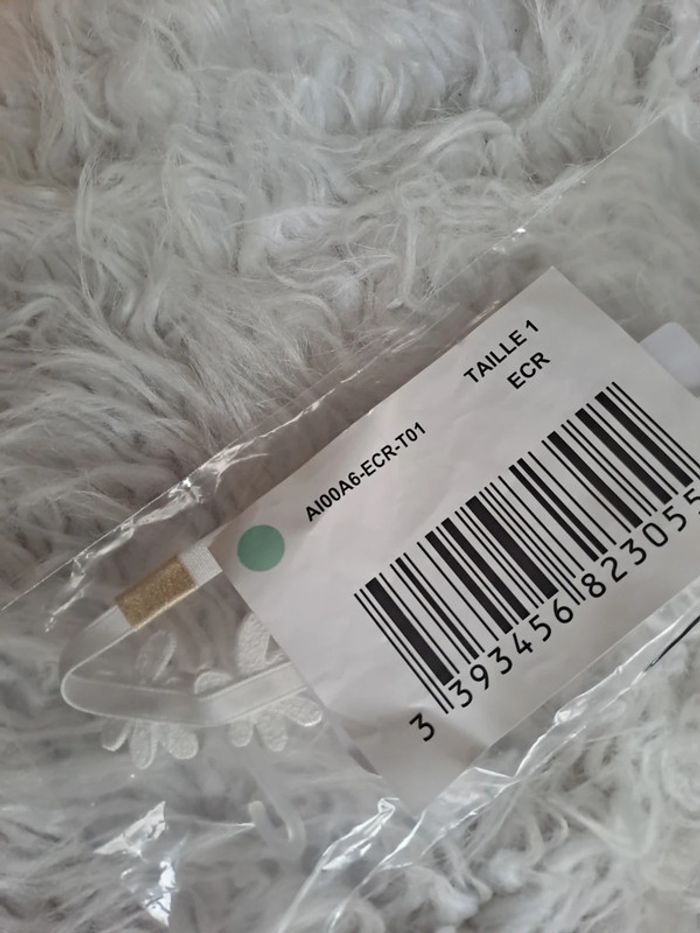 TAILLE 1
ECR
AI00A6-ECR-T01
3 393456 823055